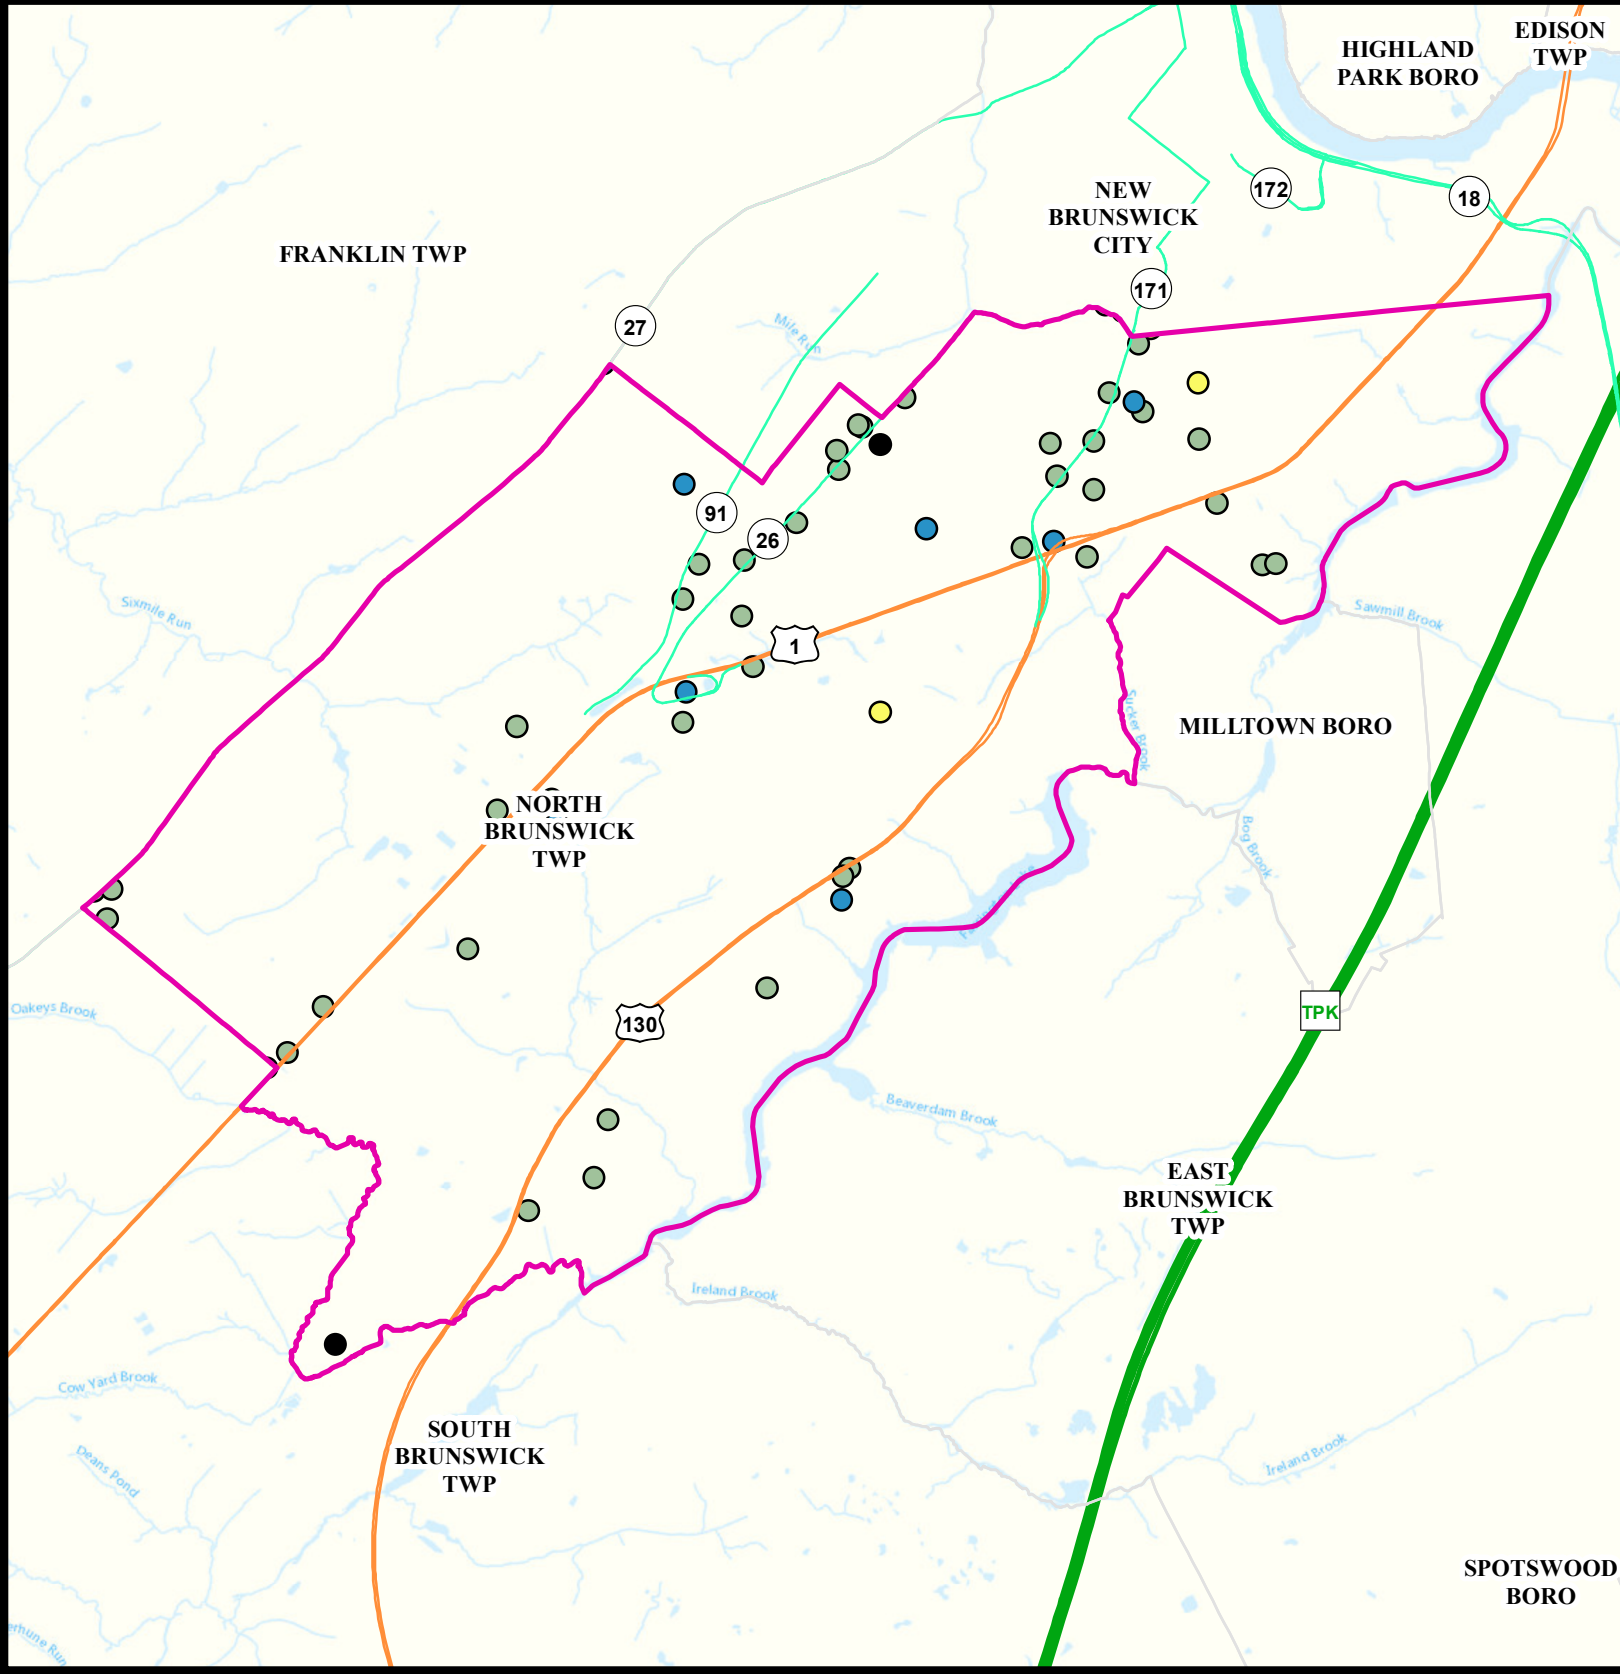 EDISON
TWP
HIGHLAND
PARK BORO
172
18
NEW
BRUNSWICK
CITY
FRANKLIN TWP
171
27
Mile Run
91
26
Sixmile Run
Sawmill Brook
1
Sucker Brook
MILLTOWN BORO
NORTH
BRUNSWICK
TWP
Bog Brook
Oakeys Brook
TPK
130
Beaverdam Brook
EAST
BRUNSWICK
TWP
Ireland Brook
Cow Yard Brook
SOUTH
BRUNSWICK
TWP
Deans Pond
Ireland Brook
SPOTSWOOD
BORO
Run